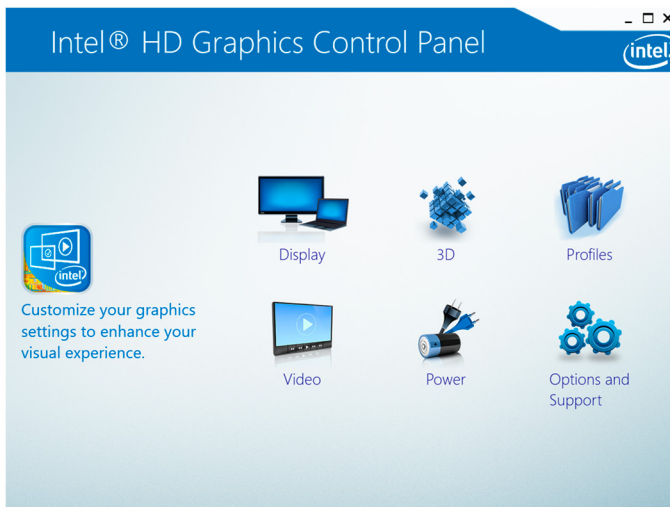 Intel® HD Graphics Control Panel
intel
Display
3D
Profiles
intel
Customize your graphics
settings to enhance your
visual experience.
Video
Power
Options and
Support